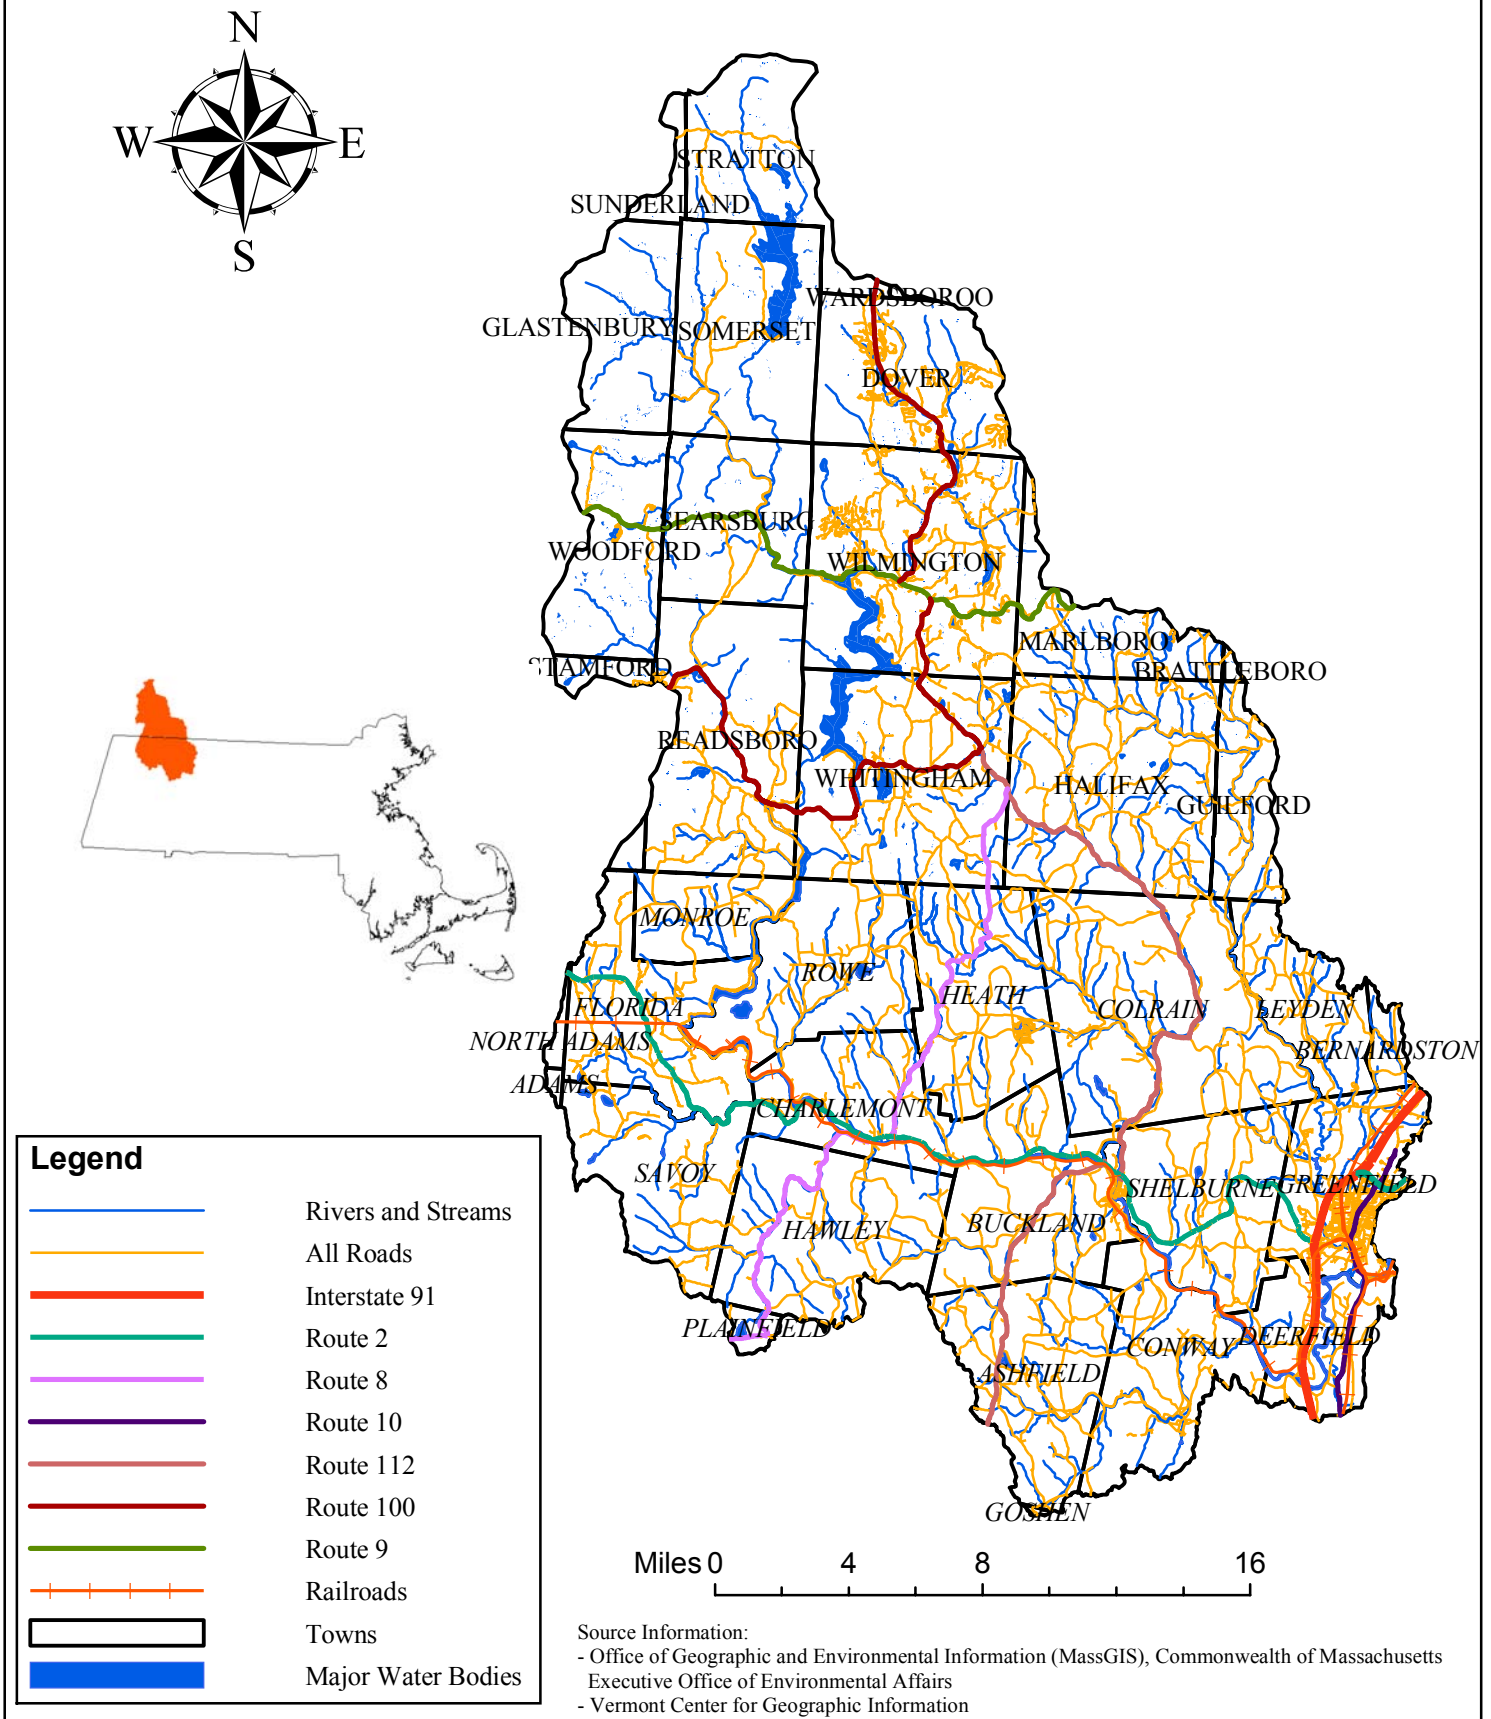 N
W
E
S
STRATTON
SUNDERLAND
WARDSBOROO
GLASTENBURY
SOMERSET
DOVER
SEARSBURG
WOODFORD
WILMINGTON
MARLBORO
STAMFORD
BRATTLEBORO
READSBORO
WHITINGHAM
HALIFAX
GUILFORD
MONROE
ROWE
HEATH
FLORIDA
COLRAIN
LEYDEN
NORTH ADAMS
BERNARDSTON
ADAMS
CHARLEMONT
SAVOY
SHELBURNE
GREENFIELD
HAWLEY
BUCKLAND
PLAINFIELD
CONWAY
DEERFIELD
ASHFIELD
GOSHEN
Legend
Rivers and Streams
All Roads
Interstate 91
Route 2
Route 8
Route 10
Route 112
Route 100
Route 9
Railroads
Towns
Major Water Bodies
Miles 0 4 8 16
Source Information:
- Office of Geographic and Environmental Information (MassGIS), Commonwealth of Massachusetts
Executive Office of Environmental Affairs
- Vermont Center for Geographic Information